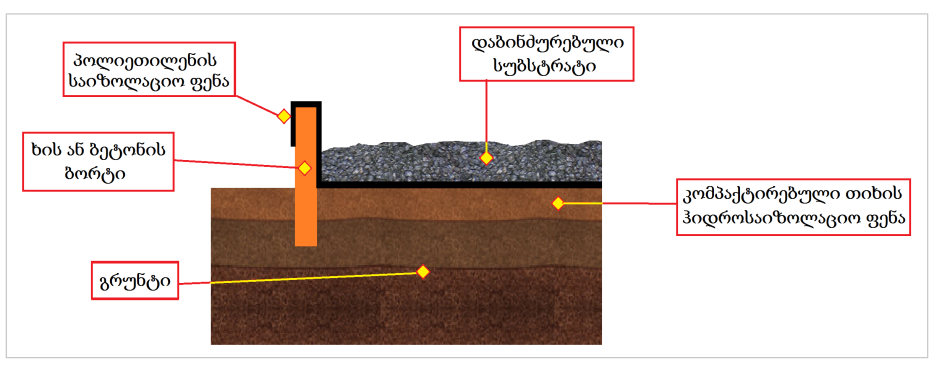 პოლიეთილენის
საიზოლაციო ფენა
დაბინძურებული
სუბსტრატი
ხის ან ბეტონის
ბორტი
კომპაქტირებული თიხის
ჰიდროსაიზოლაციო ფენა
გრუნტი